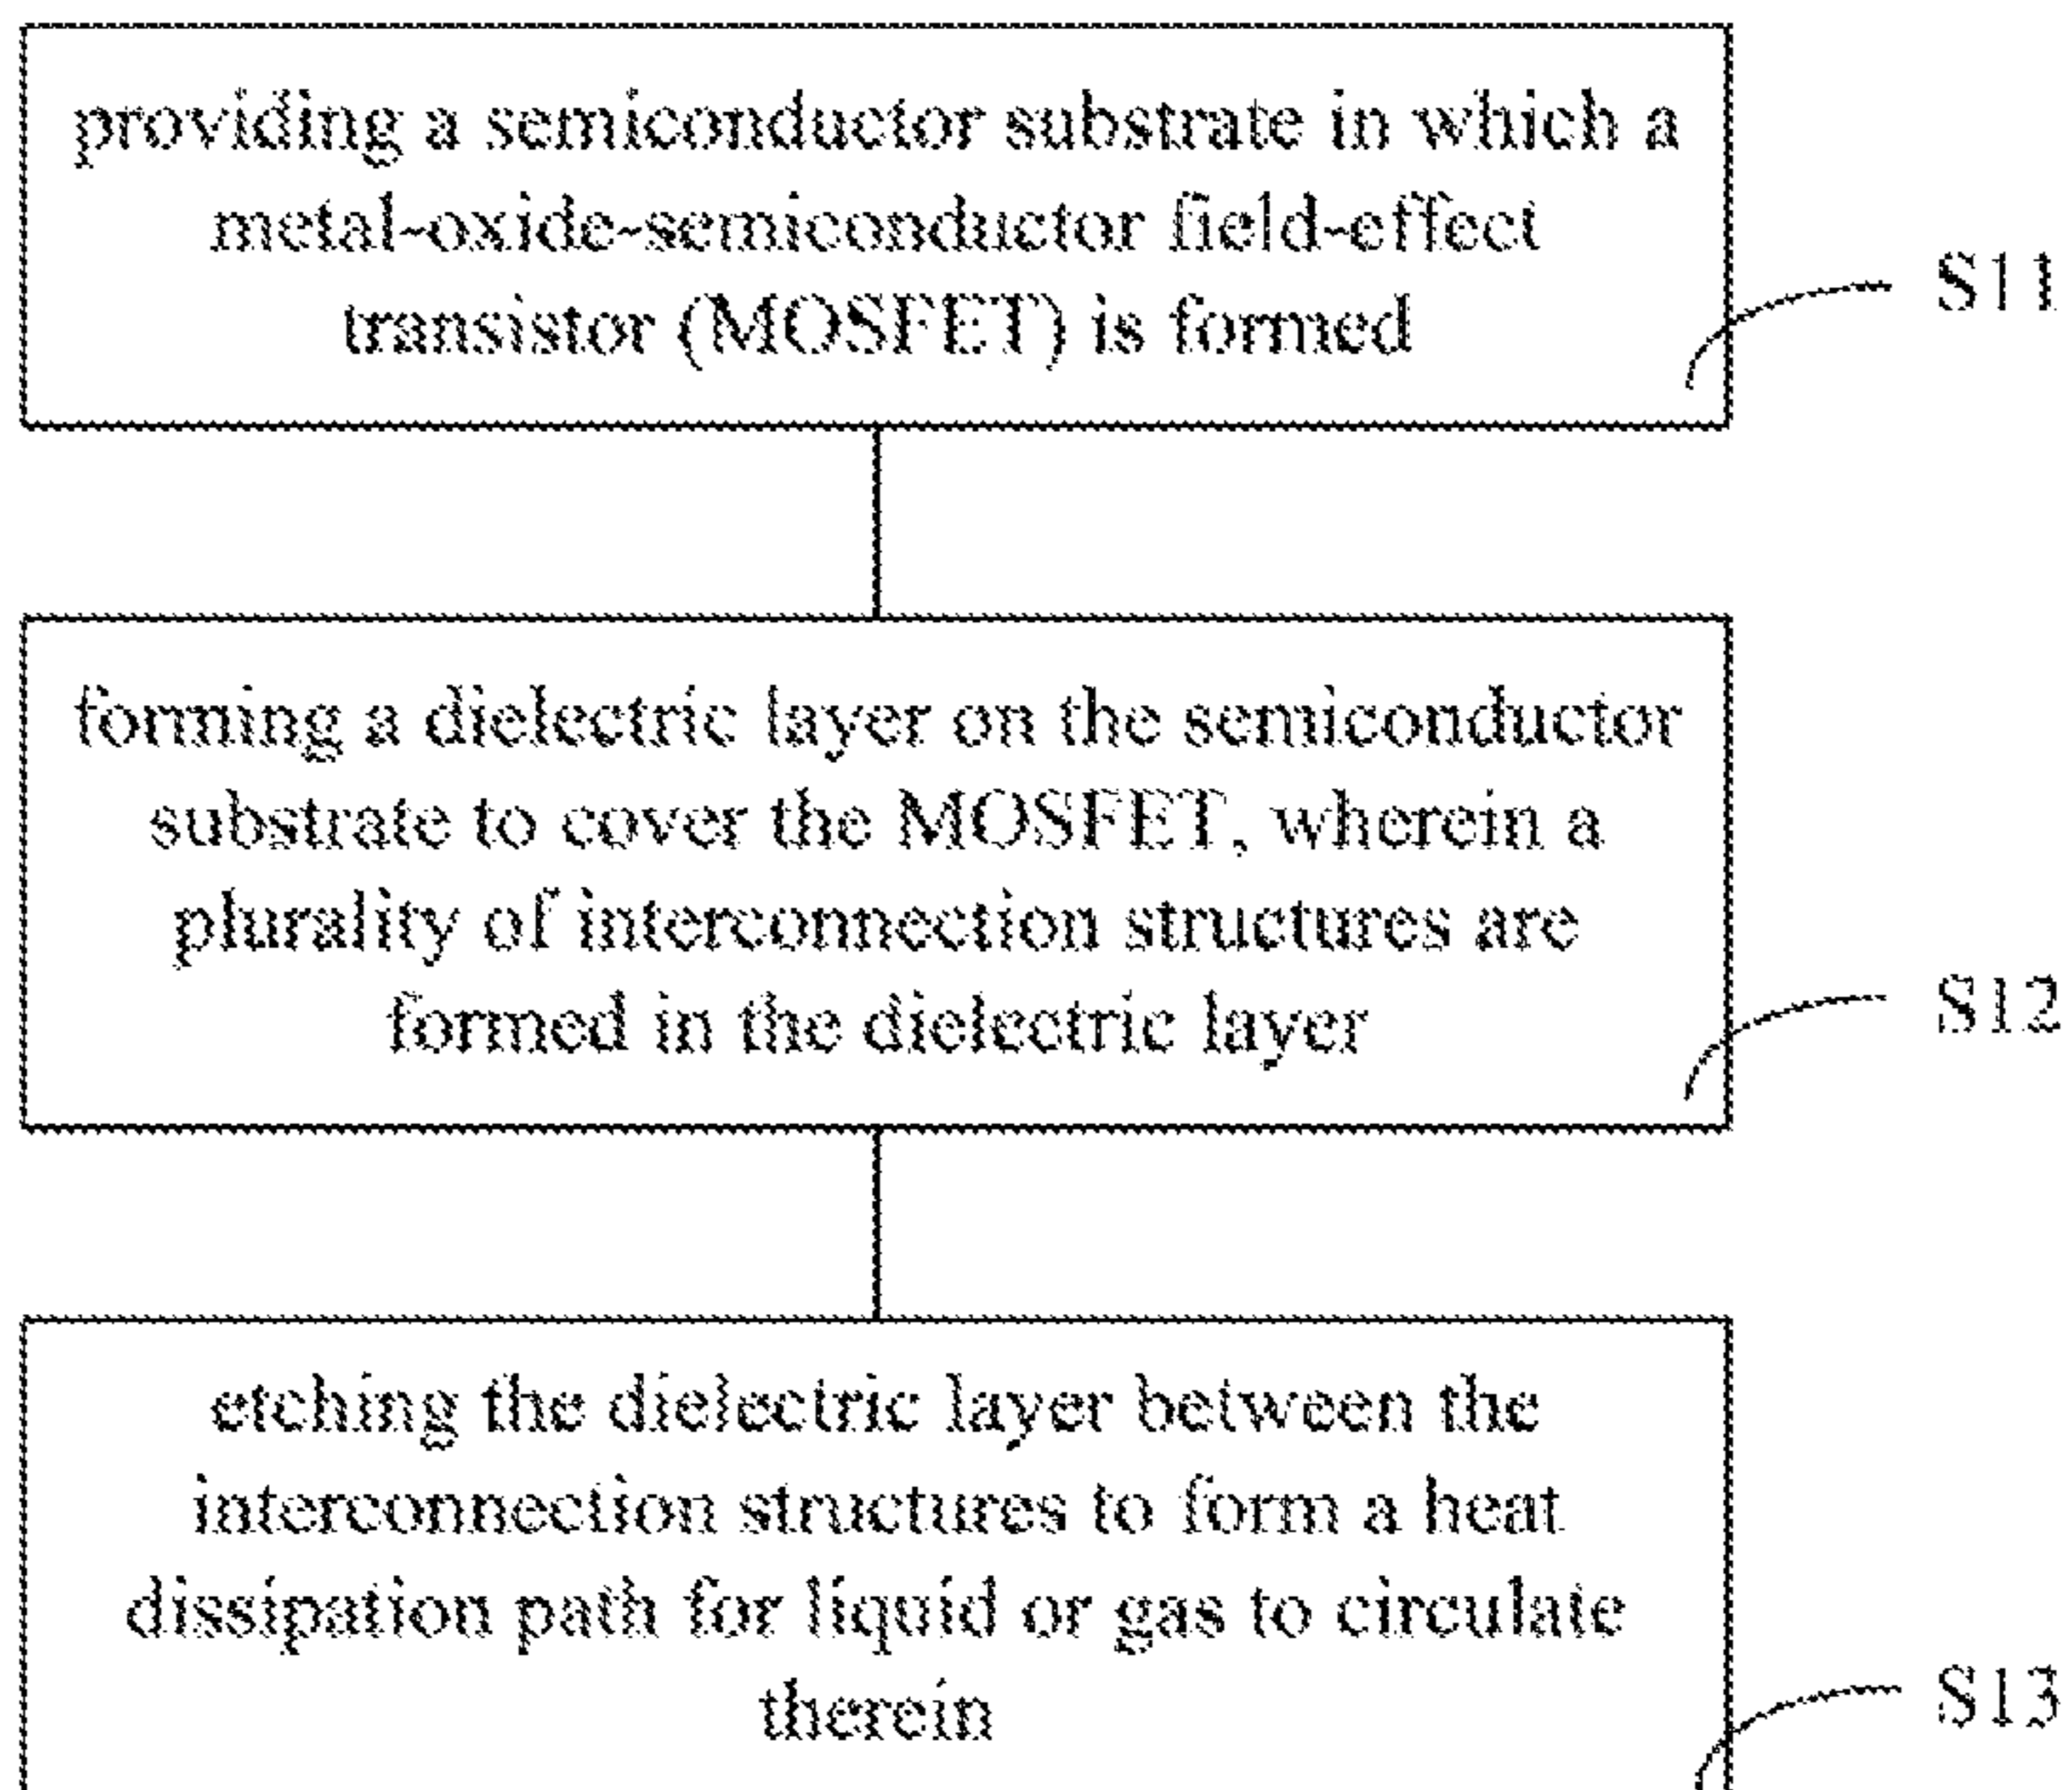 providing a semiconductor substrate in which a
metal-oxide-semiconductor field-effect
transistor (MOSFET) is formed
S11
forming a dielectric layer on the semiconductor
substrate to cover the MOSFET, wherein a
plurality of interconnection structures are
formed in the dielectric layer
S12
etching the dielectric layer between the
interconnection structures to form a heat
dissipation path for liquid or gas to circulate
therein
S13